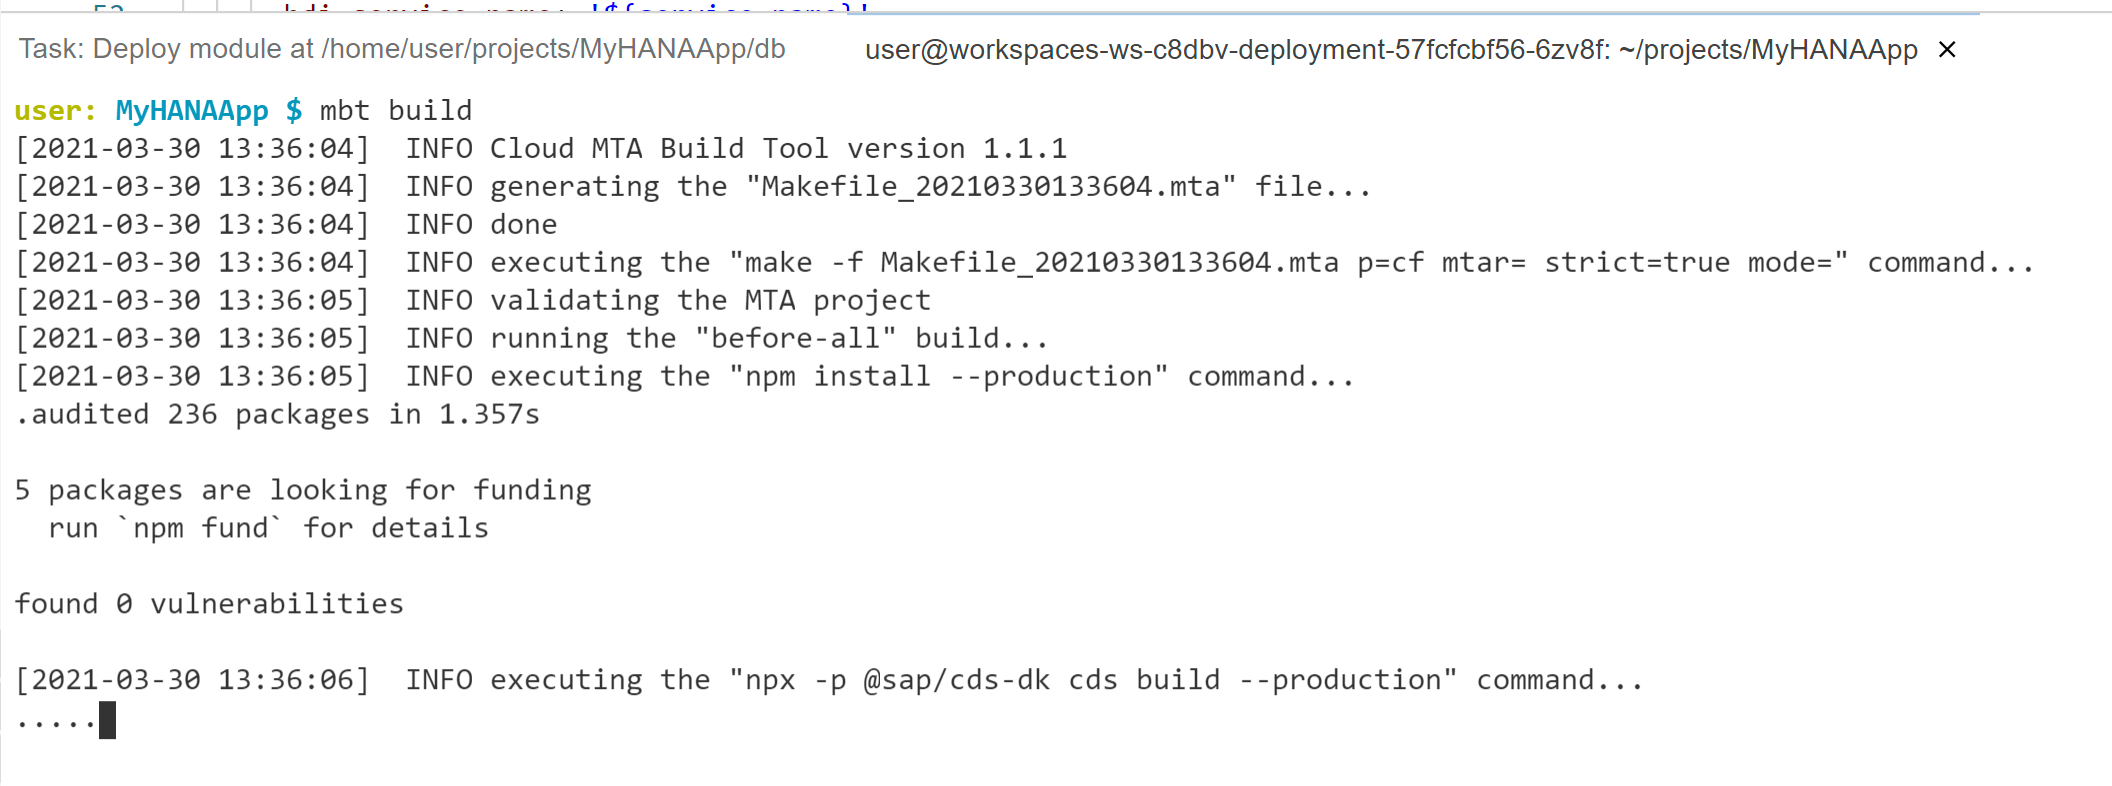 52 hdi-service-name: '${service-name}'
Task: Deploy module at /home/user/projects/MyHANAApp/db user@workspaces-ws-c8dbv-deployment-57fcfcbf56-6zv8f: ~/projects/MyHANAApp ×
user: MyHANAApp $ mbt build
[2021-03-30 13:36:04]  INFO Cloud MTA Build Tool version 1.1.1
[2021-03-30 13:36:04]  INFO generating the "Makefile_20210330133604.mta" file...
[2021-03-30 13:36:04]  INFO done
[2021-03-30 13:36:04]  INFO executing the "make -f Makefile_20210330133604.mta p=cf mtar= strict=true mode=" command...
[2021-03-30 13:36:05]  INFO validating the MTA project
[2021-03-30 13:36:05]  INFO running the "before-all" build...
[2021-03-30 13:36:05]  INFO executing the "npm install --production" command...
.audited 236 packages in 1.357s
5 packages are looking for funding
  run `npm fund` for details
found 0 vulnerabilities
[2021-03-30 13:36:06]  INFO executing the "npx -p @sap/cds-dk cds build --production" command...
.....